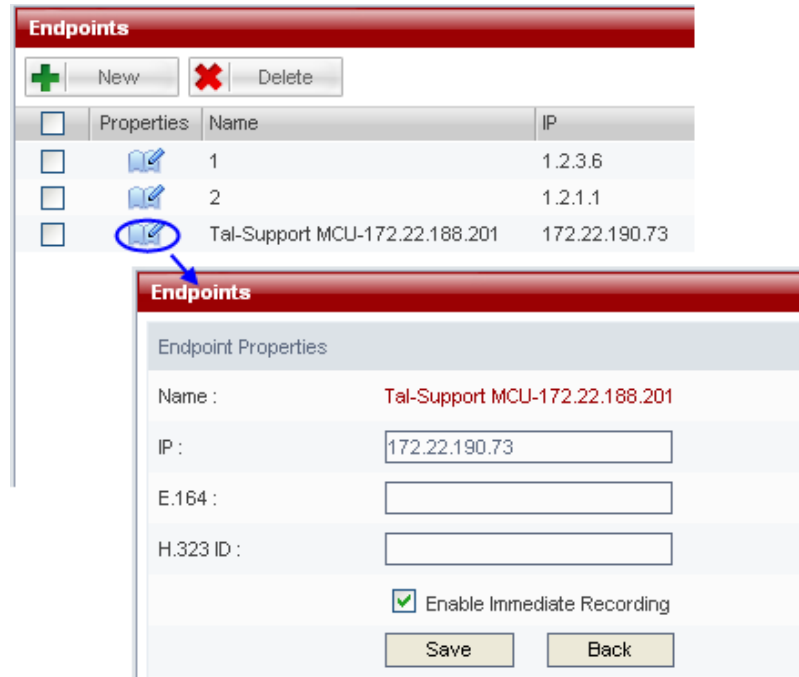 Endpoints
New Delete
Properties Name IP
1 1.2.3.6
2 1.2.1.1
Tal-Support MCU-172.22.188.201 172.22.190.73
Endpoints
Endpoint Properties
Name : Tal-Support MCU-172.22.188.201
IP : 172.22.190.73
E.164 :
H.323 ID :
Enable Immediate Recording
Save Back